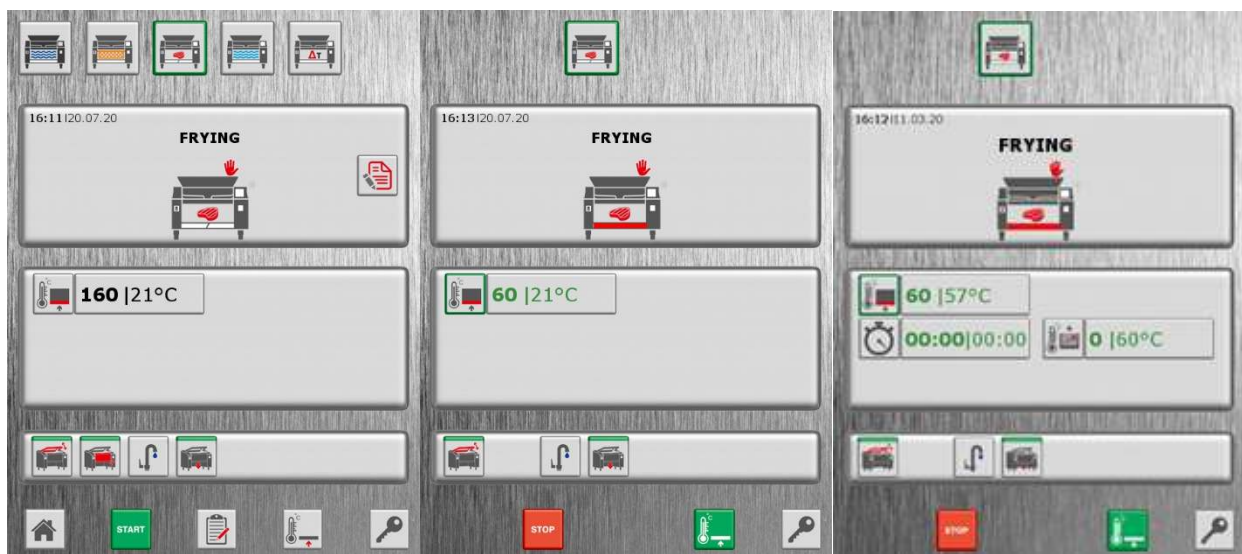 ΔT
16:11|20.07.20
FRYING
160 |21°C
START
16:13|20.07.20
FRYING
60 |21°C
STOP
16:12|11.03.20
FRYING
60 |57°C
00:00|00:00
0 |60°C
STOP